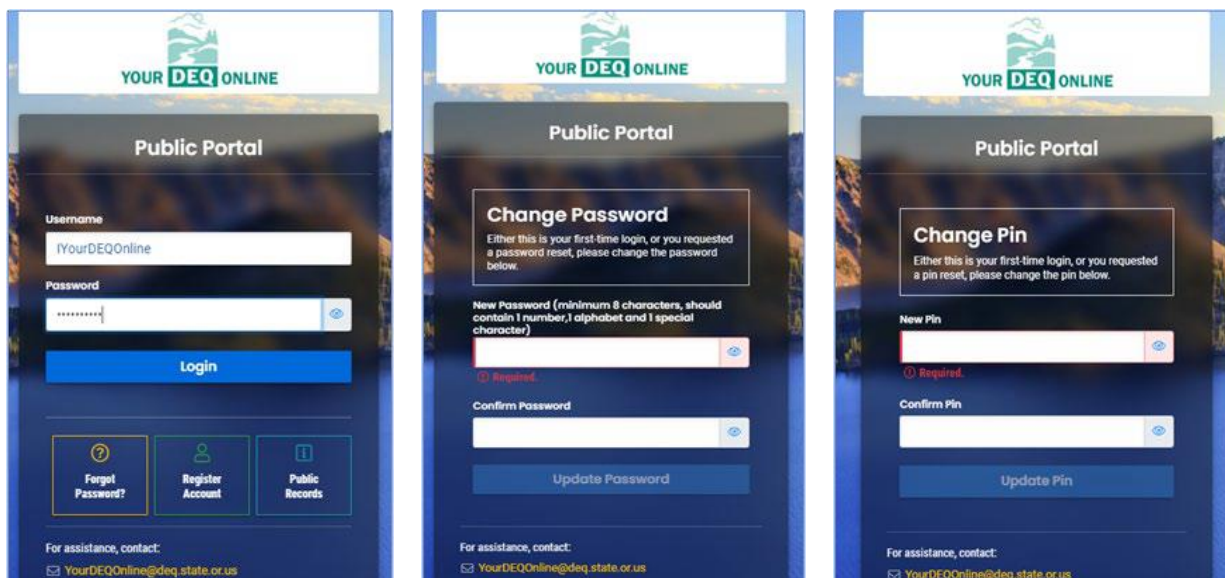 YOUR DEQ ONLINE
Public Portal
Username
IYourDEQOnline
Password
••••••••••
Login
Forgot
Password?
Register
Account
Public
Records
For assistance, contact:
YourDEQOnline@deq.state.or.us
YOUR DEQ ONLINE
Public Portal
Change Password
Either this is your first-time login, or you requested
a password reset, please change the password
below.
New Password (minimum 8 characters, should
contain 1 number,1 alphabet and 1 special
character)
Required.
Confirm Password
Update Password
For assistance, contact:
YourDEQOnline@deq.state.or.us
YOUR DEQ ONLINE
Public Portal
Change Pin
Either this is your first-time login, or you requested
a pin reset, please change the pin below.
New Pin
Required.
Confirm Pin
Update Pin
For assistance, contact:
YourDEQOnline@deq.state.or.us